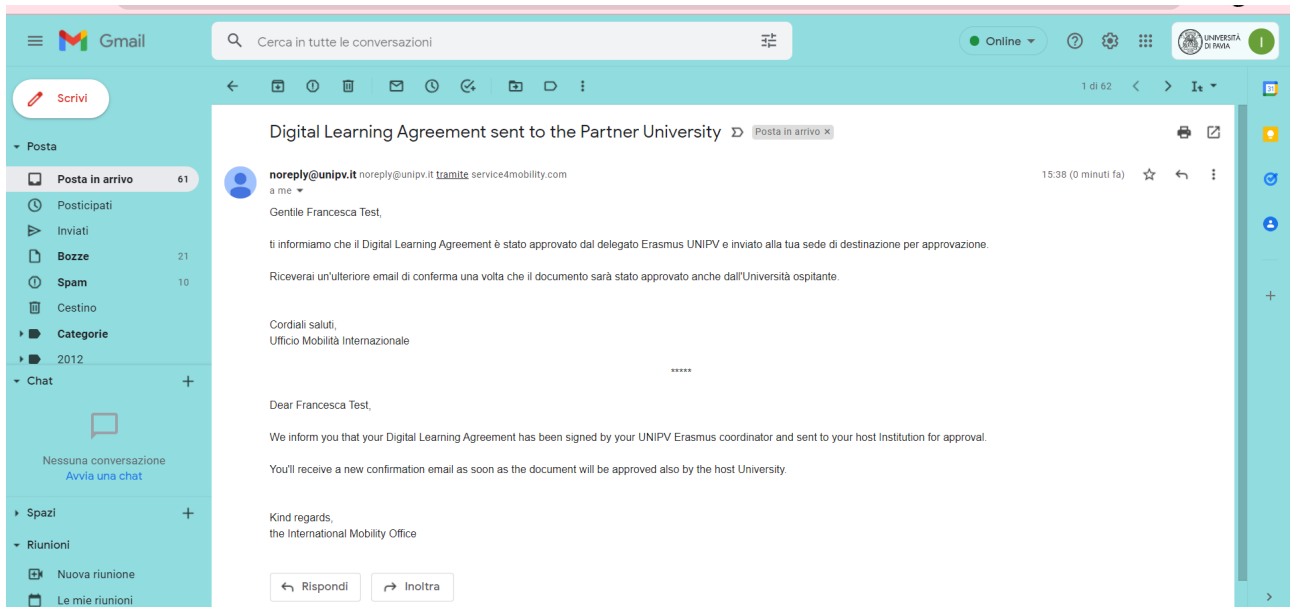 Gmail
Cerca in tutte le conversazioni
Online
UNIVERSITÀ
DI PAVIA
I
Scrivi
1 di 62
31
Posta
Posta in arrivo 61
Posticipati
Inviati
Bozze 21
Spam 10
Cestino
Categorie
2012
Chat
Nessuna conversazione
Avvia una chat
Spazi
Riunioni
Nuova riunione
Le mie riunioni
Digital Learning Agreement sent to the Partner University Posta in arrivo ×
noreply@unipv.it noreply@unipv.it tramite service4mobility.com 15:38 (0 minuti fa)
a me
Gentile Francesca Test,
ti informiamo che il Digital Learning Agreement è stato approvato dal delegato Erasmus UNIPV e inviato alla tua sede di destinazione per approvazione.
Riceverai un'ulteriore email di conferma una volta che il documento sarà stato approvato anche dall'Università ospitante.
Cordiali saluti,
Ufficio Mobilità Internazionale
*****
Dear Francesca Test,
We inform you that your Digital Learning Agreement has been signed by your UNIPV Erasmus coordinator and sent to your host Institution for approval.
You'll receive a new confirmation email as soon as the document will be approved also by the host University.
Kind regards,
the International Mobility Office
Rispondi
Inoltra